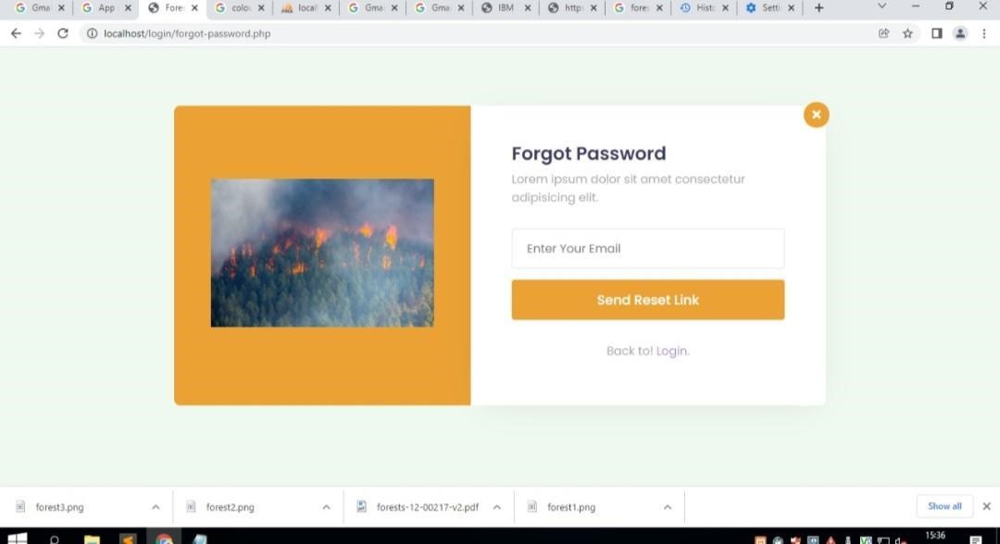 Gma
App
Fore
colo
local
Gma
Gma
IBM
http
fore
Histo
Setti
localhost/login/forgot-password.php
Forgot Password
Lorem ipsum dolor sit amet consectetur
adipisicing elit.
Enter Your Email
Send Reset Link
Back to! Login.
forest3.png
forest2.png
forests-12-00217-v2.pdf
forest1.png
Show all
15:36